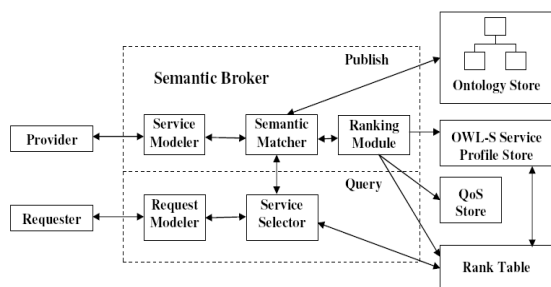 Publish
Semantic Broker
Ontology Store
Provider
Service
Modeler
Semantic
Matcher
Ranking
Module
OWL-S Service
Profile Store
Query
Requester
Request
Modeler
Service
Selector
QoS
Store
Rank Table